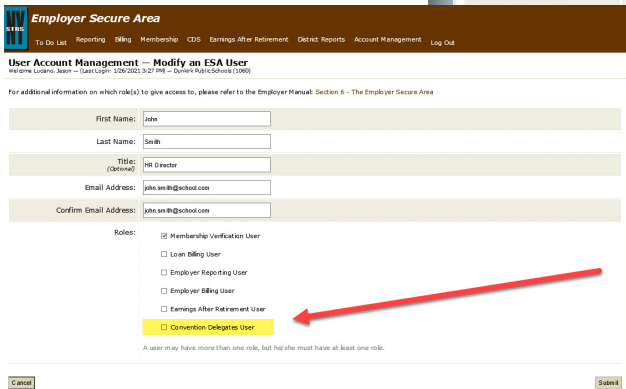 NY
STRS
Employer Secure Area
To Do List Reporting Billing Membership CDS Earnings After Retirement District Reports Account Management Log Out
User Account Management — Modify an ESA User
Welcome Luciano, Jason — (Last Login: 1/26/2021 3:27 PM) — Dunkirk Public Schools (1060)
For additional information on which role(s) to give access to, please refer to the Employer Manual: Section 6 - The Employer Secure Area
First Name: John
Last Name: Smith
Title: HR Director
(Optional)
Email Address: john.smith@school.com
Confirm Email Address: john.smith@school.com
Roles:
Membership Verification User
Loan Billing User
Employer Reporting User
Employer Billing User
Earnings After Retirement User
Convention Delegates User
A user may have more than one role, but he/she must have at least one role.
Cancel Submit